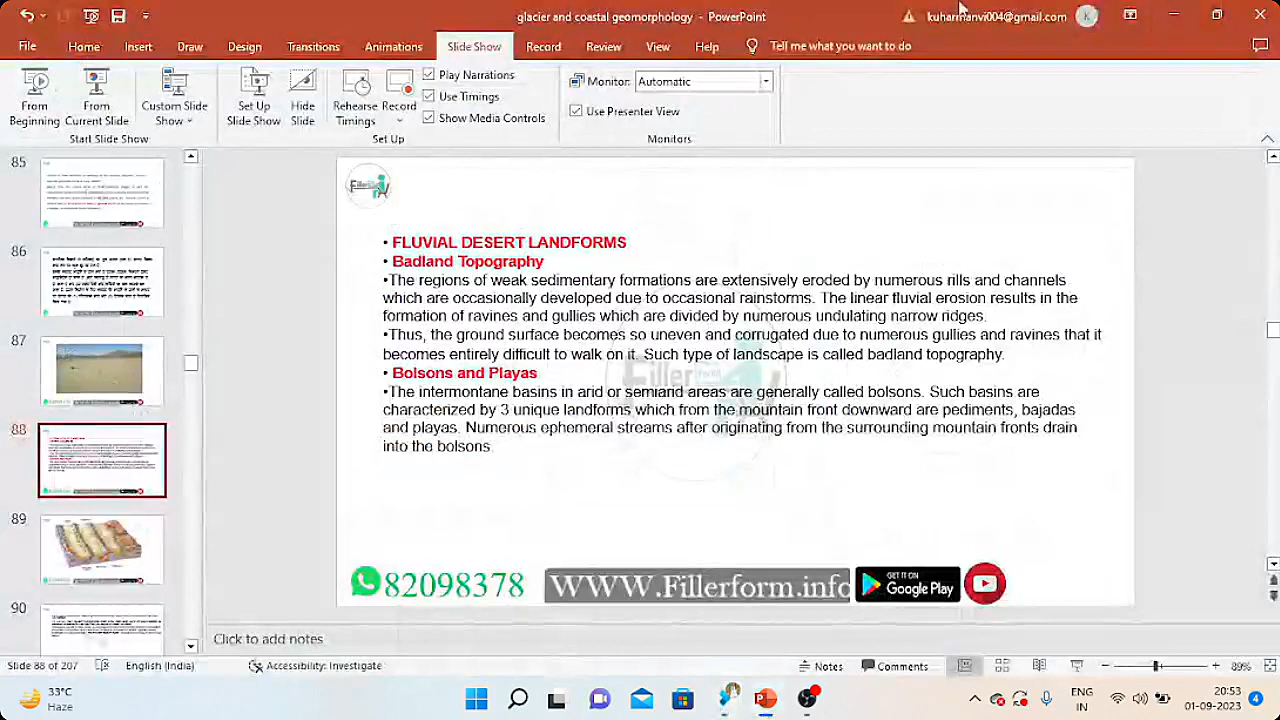 glacier and coastal geomorphology - PowerPoint
kuharmanvi004@gmail.com
K
File
Home
Insert
Draw
Design
Transitions
Animations
Slide Show
Record
Review
View
Help
Tell me what you want to do
From Beginning
From Current Slide
Custom Slide Show
Set Up Slide Show
Hide Slide
Rehearse Timings
Record
Play Narrations
Use Timings
Show Media Controls
Monitor:
Automatic
Use Presenter View
Start Slide Show
Set Up
Monitors
85
86
87
88
89
90
• FLUVIAL DESERT LANDFORMS
• Badland Topography
•The regions of weak sedimentary formations are extensively eroded by numerous rills and channels
which are occasionally developed due to occasional rainstorms. The linear fluvial erosion results in the
formation of ravines and gullies which are divided by numerous undulating narrow ridges.
•Thus, the ground surface becomes so uneven and corrugated due to numerous gullies and ravines that it
becomes entirely difficult to walk on it. Such type of landscape is called badland topography.
• Bolsons and Playas
•The intermontane basins in arid or semiarid areas are generally called bolsons. Such basins are
characterized by 3 unique landforms which from the mountain front downward are pediments, bajadas
and playas. Numerous ephemeral streams after originating from the surrounding mountain fronts drain
into the bolsons.
82098378
WWW.Fillerform.info
GET IT ON
Google Play
Click to add notes
Slide 88 of 207
English (India)
Accessibility: Investigate
Notes
Comments
89%
33°C
Haze
ENG
IN
20:53
01-09-2023
4